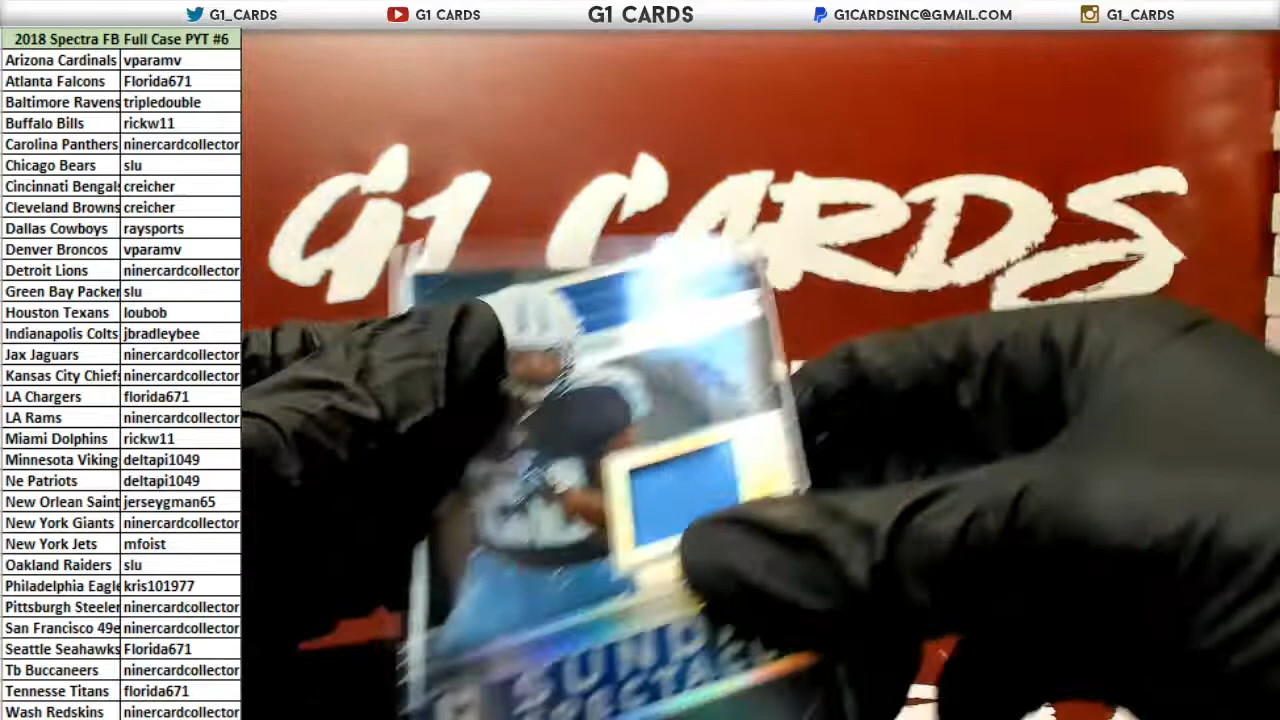 G1_CARDS
G1 CARDS
G1 CARDS
G1CARDSINC@GMAIL.COM
G1_CARDS
2018 Spectra FB Full Case PYT #6
Arizona Cardinals vparamv
Atlanta Falcons Florida671
Baltimore Ravens tripledouble
Buffalo Bills rickw11
Carolina Panthers ninercardcollector
Chicago Bears slu
Cincinnati Bengals creicher
Cleveland Browns creicher
Dallas Cowboys raysports
Denver Broncos vparamv
Detroit Lions ninercardcollector
Green Bay Packer slu
Houston Texans loubob
Indianapolis Colts jbradleybee
Jax Jaguars ninercardcollector
Kansas City Chiefs ninercardcollector
LA Chargers florida671
LA Rams ninercardcollector
Miami Dolphins rickw11
Minnesota Viking deltapi1049
Ne Patriots deltapi1049
New Orlean Saint jerseygman65
New York Giants ninercardcollector
New York Jets mfoist
Oakland Raiders slu
Philadelphia Eagle kris101977
Pittsburgh Steeler ninercardcollector
San Francisco 49e ninercardcollector
Seattle Seahawks Florida671
Tb Buccaneers ninercardcollector
Tennesse Titans florida671
Wash Redskins ninercardcollector
G1 CARDS